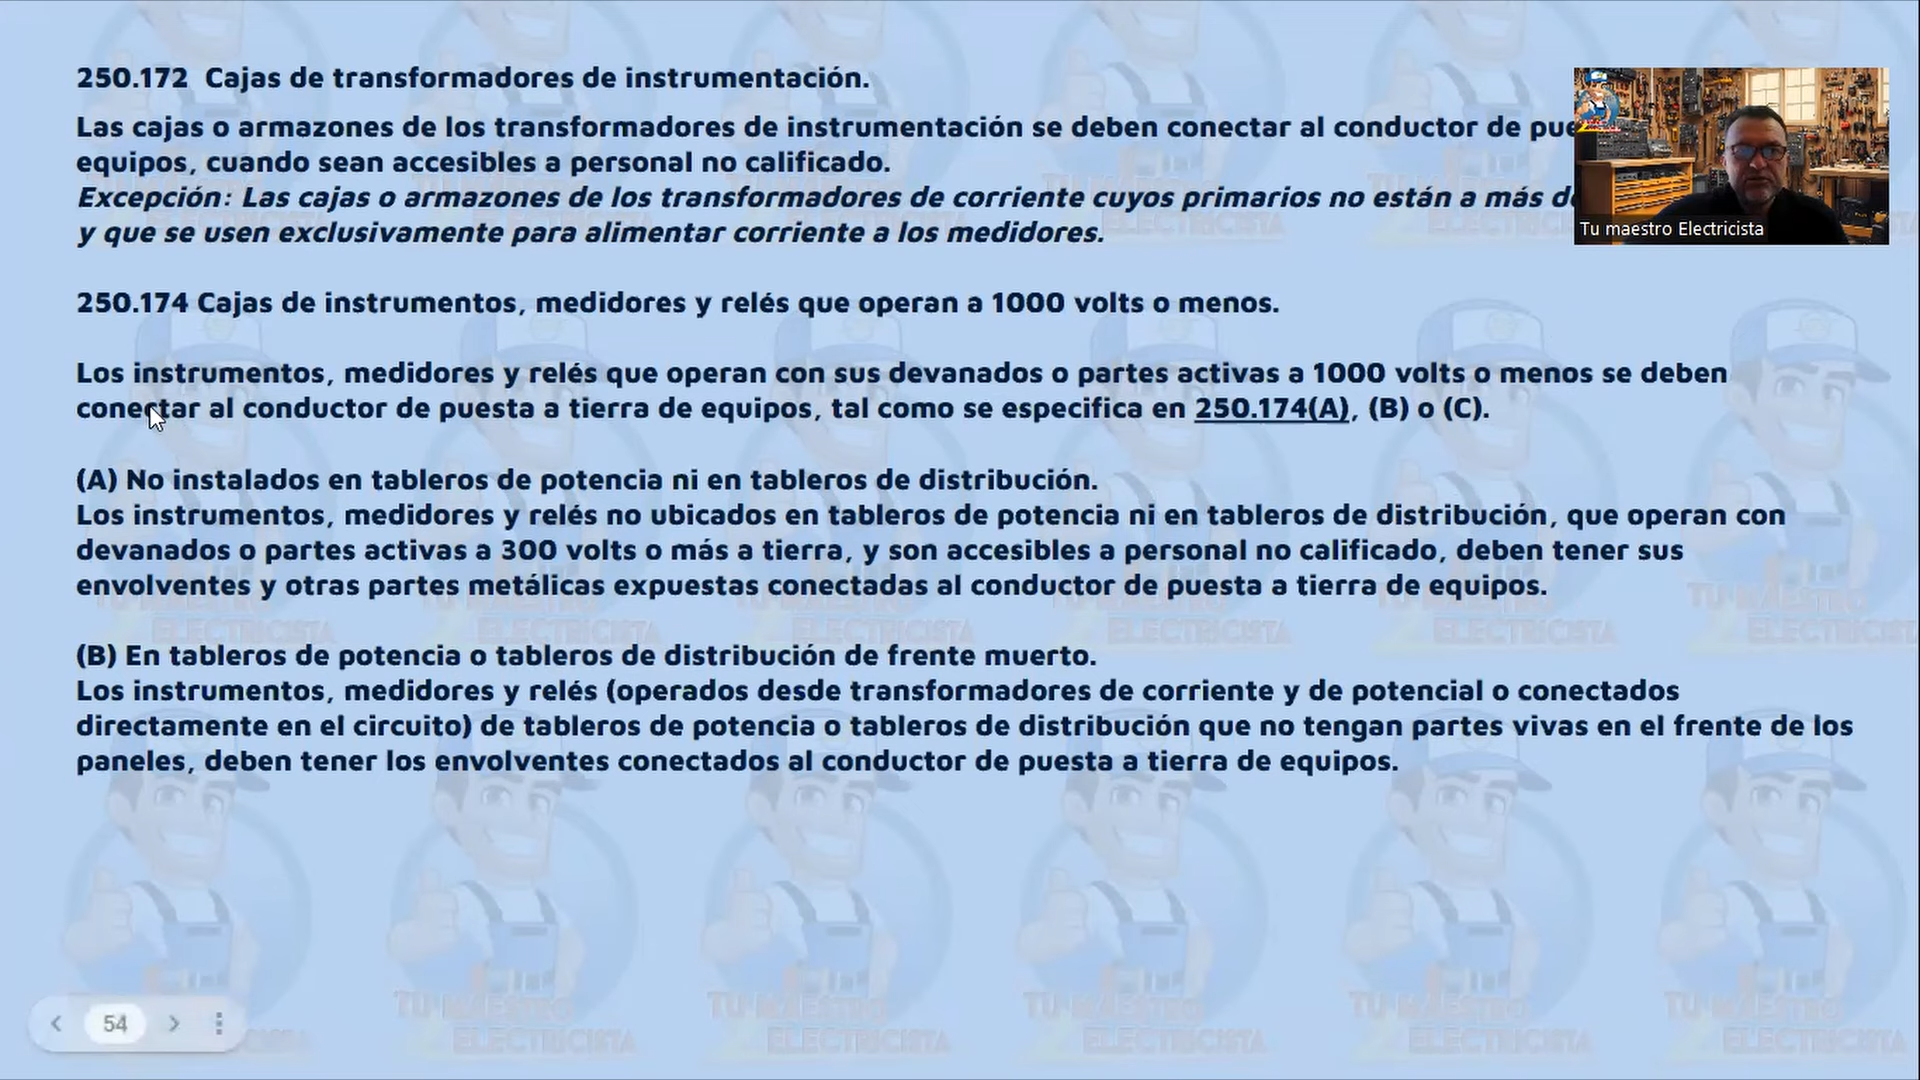 250.172 Cajas de transformadores de instrumentación.
Las cajas o armazones de los transformadores de instrumentación se deben conectar al conductor de
equipos, cuando sean accesibles a personal no calificado.
Excepción: Las cajas o armazones de los transformadores de corriente cuyos primarios no están a más
y que se usen exclusivamente para alimentar corriente a los medidores.
Tu maestro Electricista
250.174 Cajas de instrumentos, medidores y relés que operan a 1000 volts o menos.
Los instrumentos, medidores y relés que operan con sus devanados o partes activas a 1000 volts o menos se deben
conectar al conductor de puesta a tierra de equipos, tal como se especifica en 250.174(A), (B) o (C).
(A) No instalados en tableros de potencia ni en tableros de distribución.
Los instrumentos, medidores y relés no ubicados en tableros de potencia ni en tableros de distribución, que operan con
devanados o partes activas a 300 volts o más a tierra, y son accesibles a personal no calificado, deben tener sus
envolventes y otras partes metálicas expuestas conectadas al conductor de puesta a tierra de equipos.
(B) En tableros de potencia o tableros de distribución de frente muerto.
Los instrumentos, medidores y relés (operados desde transformadores de corriente y de potencial o conectados
directamente en el circuito) de tableros de potencia o tableros de distribución que no tengan partes vivas en el frente de los
paneles, deben tener los envolventes conectados al conductor de puesta a tierra de equipos.
54